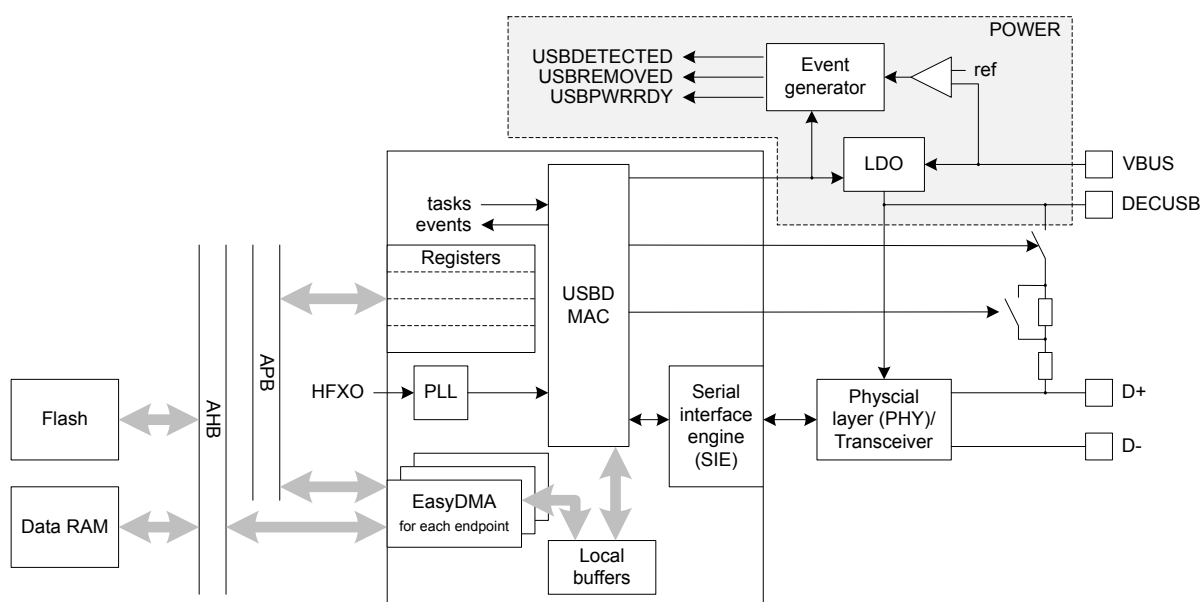 POWER
USBDETECTED
USBREMOVED
USBPWRRDY
Event
generator
ref
LDO
VBUS
DECUSB
tasks
events
Registers
USBD
MAC
APB
AHB
HFXO
PLL
Flash
Data RAM
Serial
interface
engine
(SIE)
Physcial
layer (PHY)/
Transceiver
D+
D-
EasyDMA
for each endpoint
Local
buffers